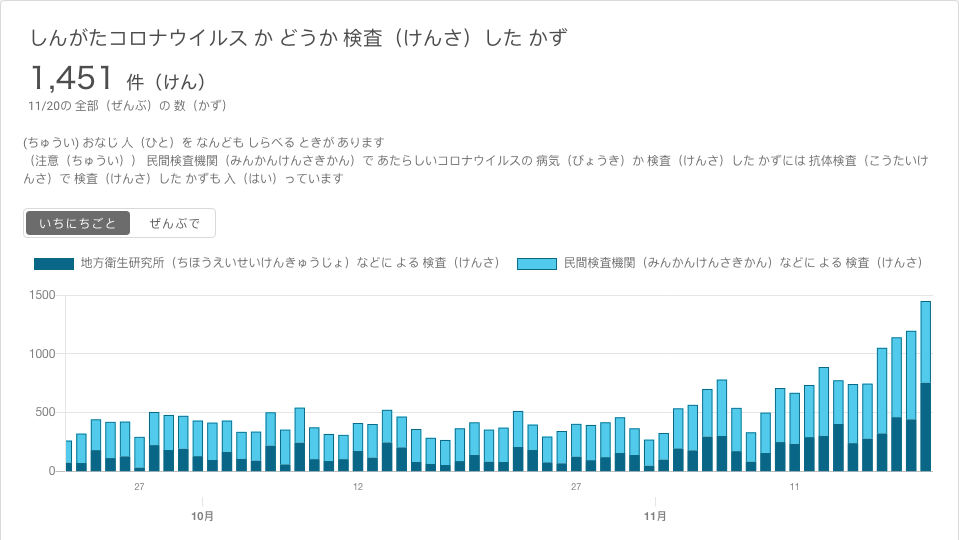 しんがたコロナウイルス か どうか 検査（けんさ）した かず
1,451 件（けん）
11/20の 全部（ぜんぶ）の 数（かず）
(ちゅうい) おなじ 人（ひと）を なんども しらべる ときが あります
（注意（ちゅうい）） 民間検査機関（みんかんけんさきかん）で あたらしいコロナウイルスの 病気（びょうき）か 検査（けんさ）した かずには 抗体検査（こうたいけ
んさ）で 検査（けんさ）した かずも 入（はい）っています
いちにちごと ぜんぶで
地方衛生研究所（ちほうえいせいけんきゅうじょ）などに よる 検査（けんさ） 民間検査機関（みんかんけんさきかん）などに よる 検査（けんさ）
1500
1000
500
0
27 12 27 11
10月 11月